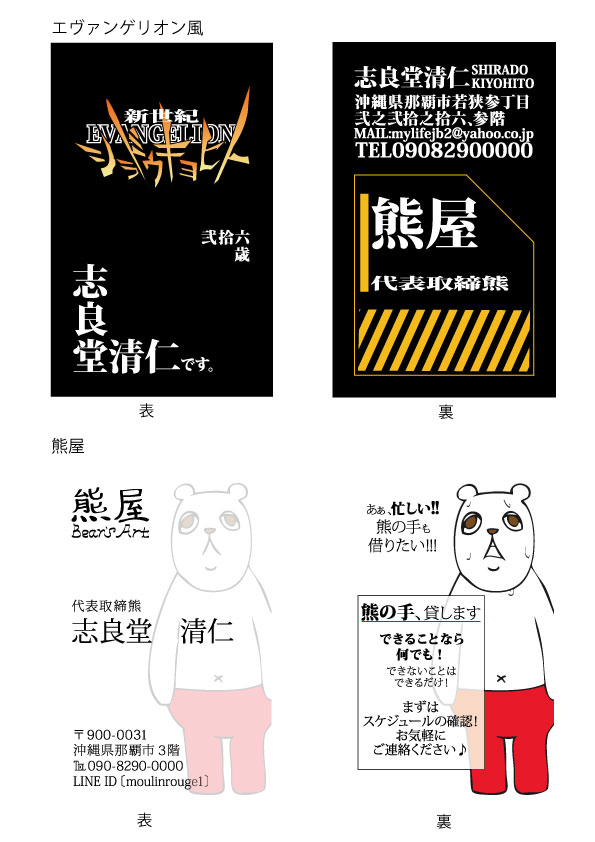 エヴァンゲリオン風
新世紀
EVANGELION
シラドウキヨヒト
弐拾六
歳
志
良
堂清仁です。
表
志良堂清仁 SHIRADO
KIYOHITO
沖縄県那覇市若狭参丁目
弐之弐拾之拾六、参階
MAIL:mylifejb2@yahoo.co.jp
TEL09082900000
熊屋
代表取締熊
裏
熊屋
熊屋
Bear's Art
代表取締熊
志良堂 清仁
〒900-0031
沖縄県那覇市3階
℡090-8290-0000
LINE ID〔moulinrouge1〕
表
あぁ、忙しい!!
熊の手も
借りたい!!!
熊の手、貸します
できることなら
何でも！
できないことは
できるだけ！
まずは
スケジュールの確認！
お気軽に
ご連絡ください♪
裏